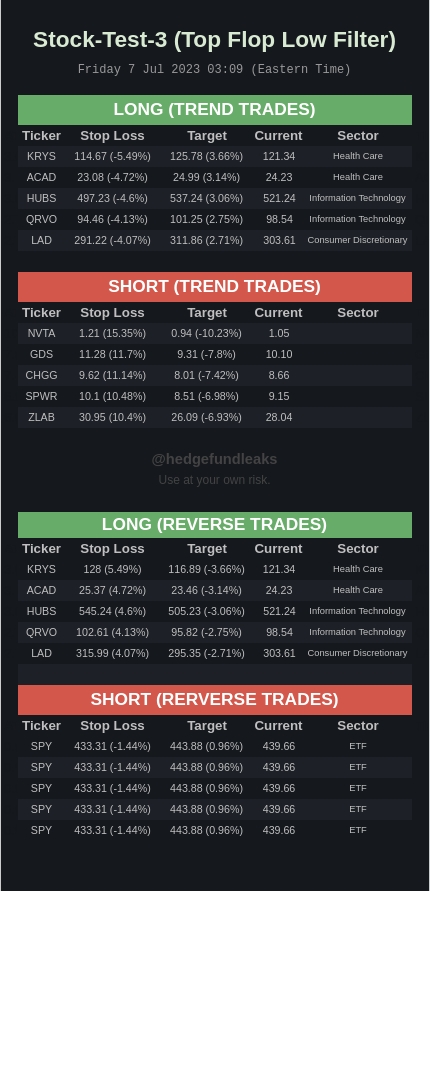 Stock-Test-3 (Top Flop Low Filter)
Friday 7 Jul 2023 03:09 (Eastern Time)
LONG (TREND TRADES)
Ticker Stop Loss Target Current Sector
KRYS 114.67 (-5.49%) 125.78 (3.66%) 121.34 Health Care
ACAD 23.08 (-4.72%) 24.99 (3.14%) 24.23 Health Care
HUBS 497.23 (-4.6%) 537.24 (3.06%) 521.24 Information Technology
QRVO 94.46 (-4.13%) 101.25 (2.75%) 98.54 Information Technology
LAD 291.22 (-4.07%) 311.86 (2.71%) 303.61 Consumer Discretionary
SHORT (TREND TRADES)
Ticker Stop Loss Target Current Sector
NVTA 1.21 (15.35%) 0.94 (-10.23%) 1.05
GDS 11.28 (11.7%) 9.31 (-7.8%) 10.10
CHGG 9.62 (11.14%) 8.01 (-7.42%) 8.66
SPWR 10.1 (10.48%) 8.51 (-6.98%) 9.15
ZLAB 30.95 (10.4%) 26.09 (-6.93%) 28.04
@hedgefundleaks
Use at your own risk.
LONG (REVERSE TRADES)
Ticker Stop Loss Target Current Sector
KRYS 128 (5.49%) 116.89 (-3.66%) 121.34 Health Care
ACAD 25.37 (4.72%) 23.46 (-3.14%) 24.23 Health Care
HUBS 545.24 (4.6%) 505.23 (-3.06%) 521.24 Information Technology
QRVO 102.61 (4.13%) 95.82 (-2.75%) 98.54 Information Technology
LAD 315.99 (4.07%) 295.35 (-2.71%) 303.61 Consumer Discretionary
SHORT (RERVERSE TRADES)
Ticker Stop Loss Target Current Sector
SPY 433.31 (-1.44%) 443.88 (0.96%) 439.66 ETF
SPY 433.31 (-1.44%) 443.88 (0.96%) 439.66 ETF
SPY 433.31 (-1.44%) 443.88 (0.96%) 439.66 ETF
SPY 433.31 (-1.44%) 443.88 (0.96%) 439.66 ETF
SPY 433.31 (-1.44%) 443.88 (0.96%) 439.66 ETF